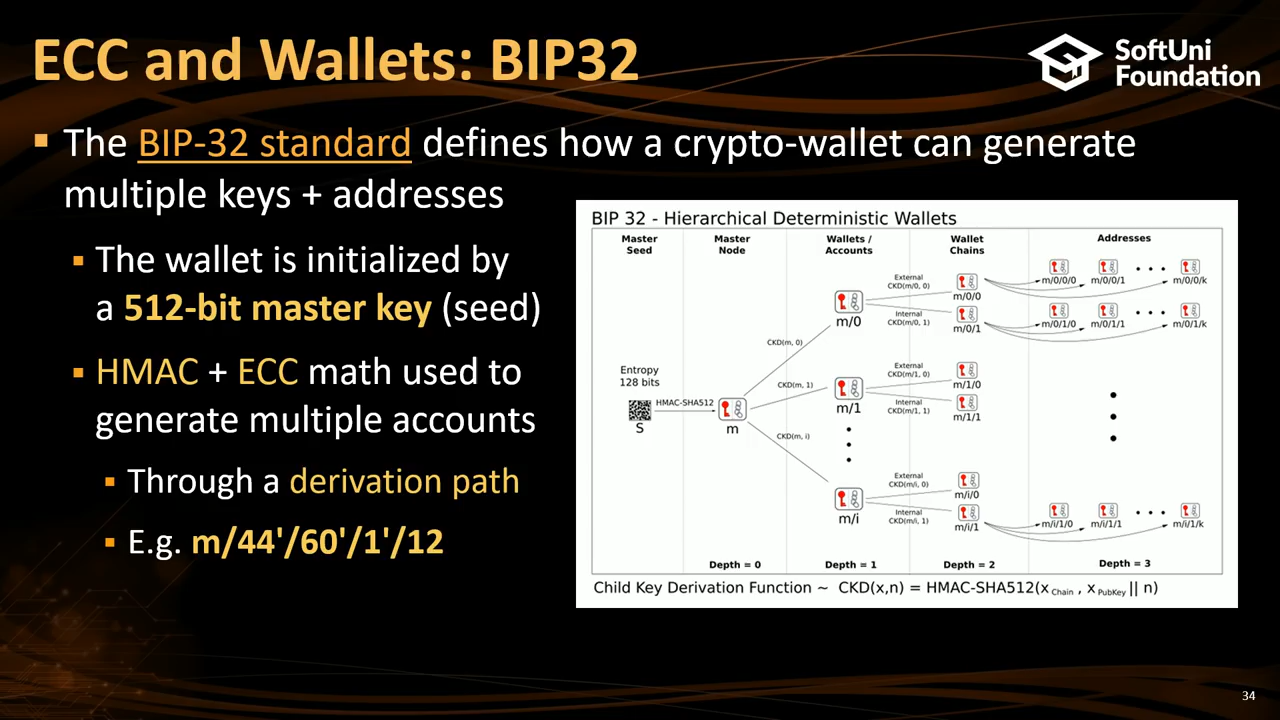 ECC and Wallets: BIP32
SoftUni
Foundation
The BIP-32 standard defines how a crypto-wallet can generate
multiple keys + addresses
The wallet is initialized by
a 512-bit master key (seed)
HMAC + ECC math used to
generate multiple accounts
Through a derivation path
E.g. m/44'/60'/1'/12
BIP 32 - Hierarchical Deterministic Wallets
Master
Seed
Master
Node
Wallets /
Accounts
Wallet
Chains
Addresses
Entropy
128 bits
S
HMAC-SHA512
m
CKD(m, 0)
CKD(m, 1)
CKD(m, i)
m/0
External
CKD(m/0, 0)
Internal
CKD(m/0, 1)
m/0/0
m/0/1
m/0/0/0
m/0/0/1
m/0/0/k
m/0/1/0
m/0/1/1
m/0/1/k
m/1
External
CKD(m/1, 0)
Internal
CKD(m/1, 1)
m/1/0
m/1/1
m/i
External
CKD(m/i, 0)
Internal
CKD(m/i, 1)
m/i/0
m/i/1
m/i/1/0
m/i/1/1
m/i/1/k
Depth = 0
Depth = 1
Depth = 2
Depth = 3
Child Key Derivation Function ~ CKD(x,n) = HMAC-SHA512(x Chain , x PubKey || n)
34